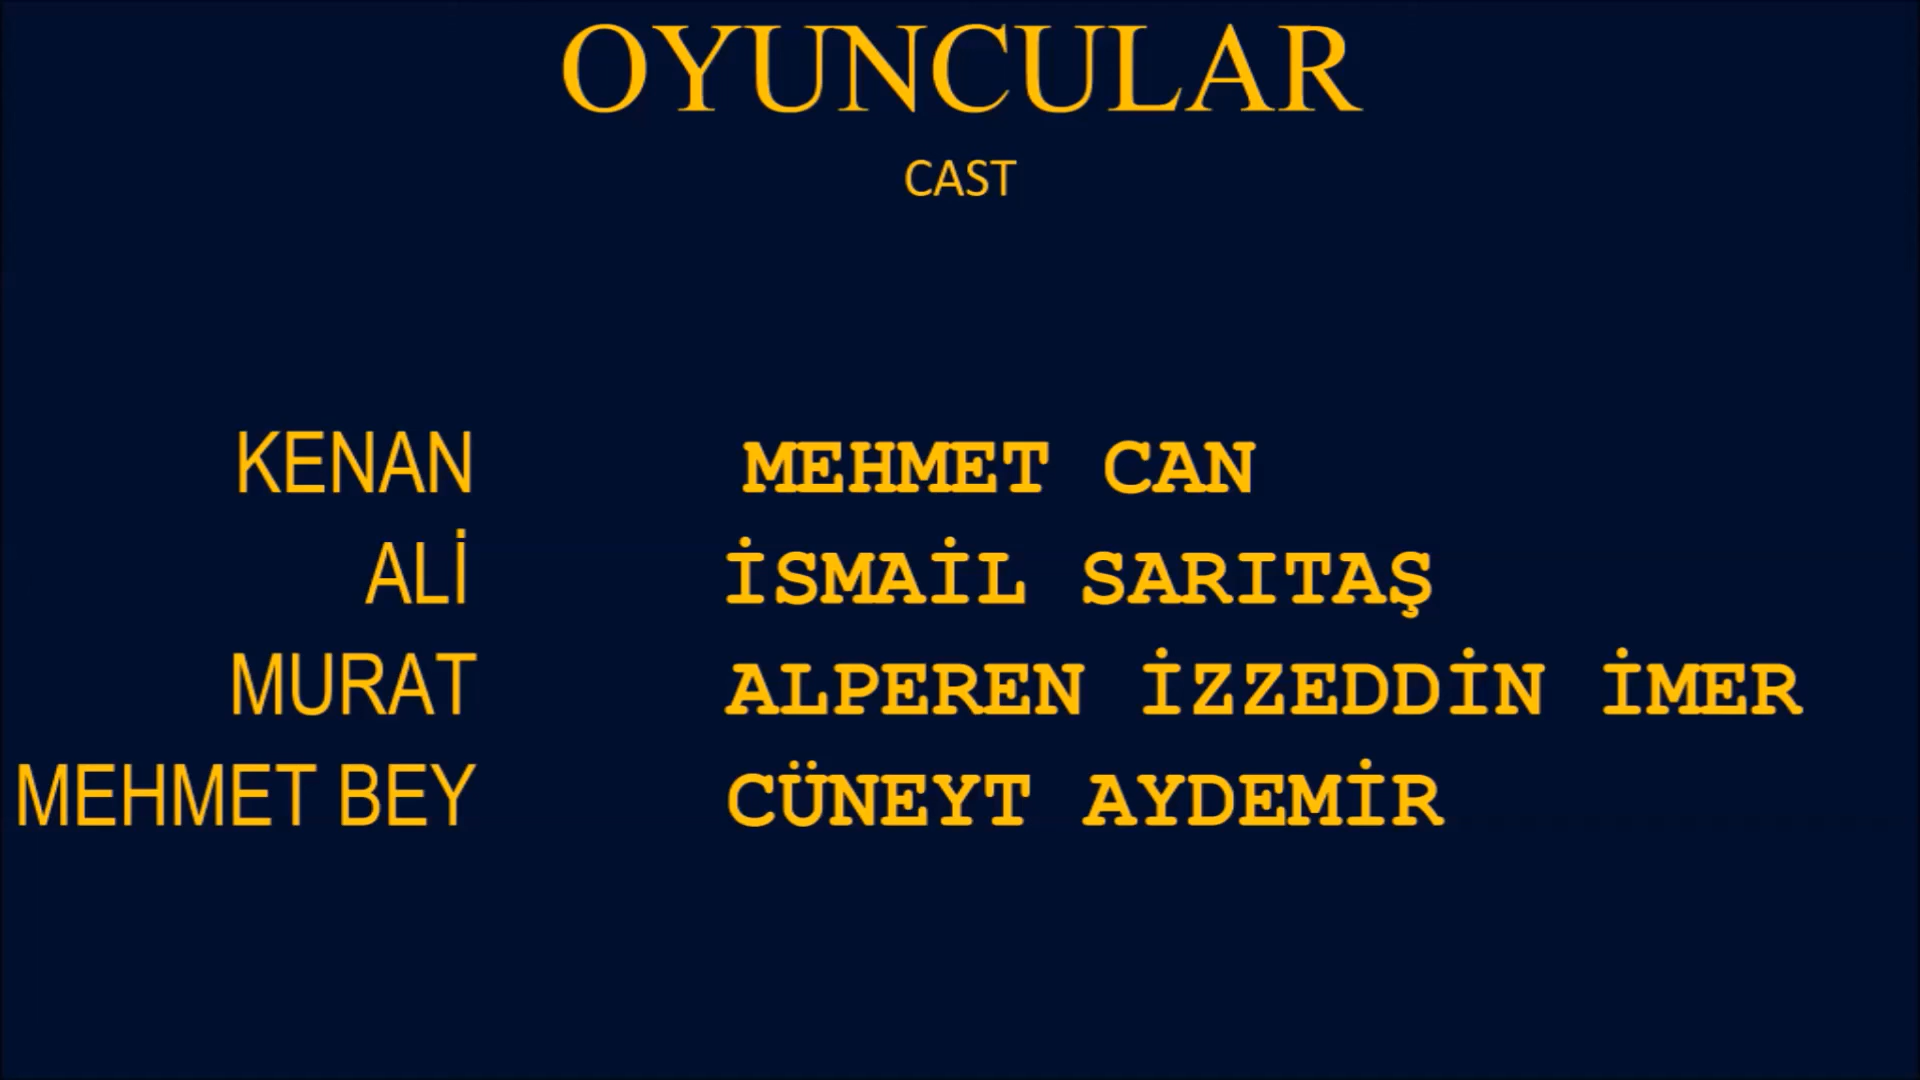 OYUNCULAR
CAST
KENAN MEHMET CAN
ALİ İSMAİL SARITAŞ
MURAT ALPEREN İZZEDDİN İMER
MEHMET BEY CÜNEYT AYDEMİR